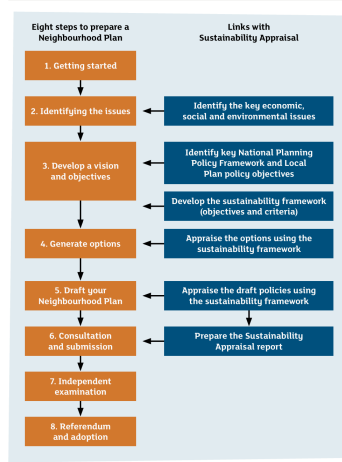 Eight steps to prepare a
Neighbourhood Plan
Links with
Sustainability Appraisal
1. Getting started
2. Identifying the issues
Identify the key economic,
social and environmental issues
3. Develop a vision
and objectives
Identify key National Planning
Policy Framework and Local
Plan policy objectives
Develop the sustainability framework
(objectives and criteria)
4. Generate options
Appraise the options using the
sustainability framework
5. Draft your
Neighbourhood Plan
Appraise the draft policies using
the sustainability framework
6. Consultation
and submission
Prepare the Sustainability
Appraisal report
7. Independent
examination
8. Referendum
and adoption